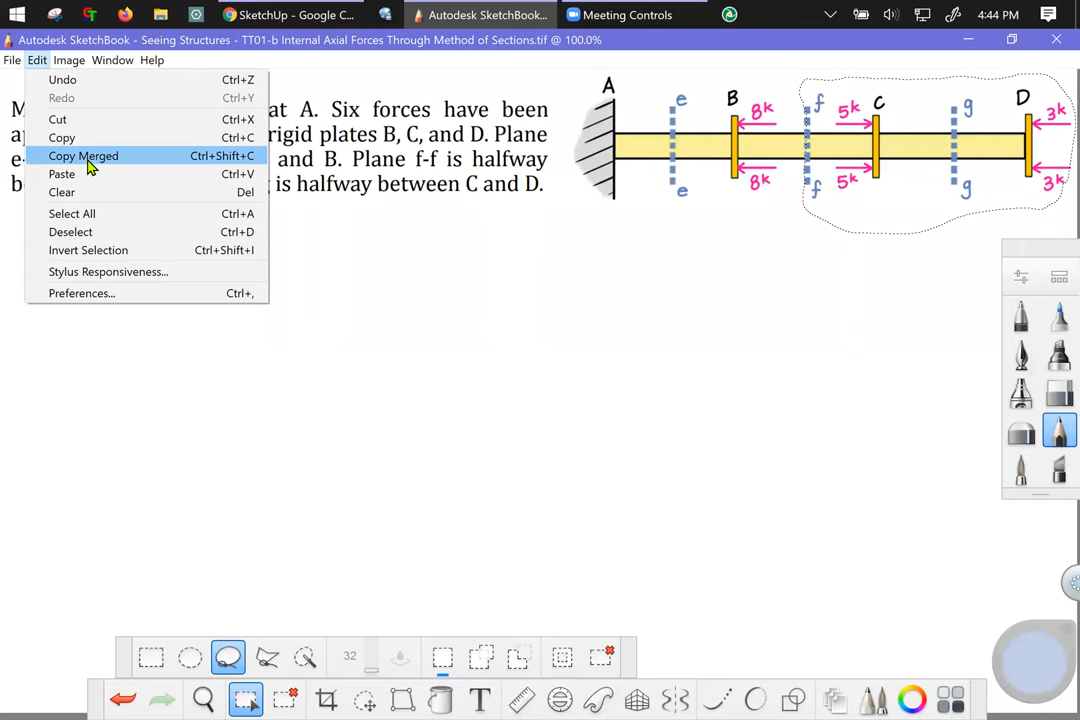 SketchUp - Google C...
Autodesk SketchBook...
Meeting Controls
4:44 PM
Autodesk SketchBook - Seeing Structures - TT01-b Internal Axial Forces Through Method of Sections.tif @ 100.0%
File Edit Image Window Help
Undo Ctrl+Z
Redo Ctrl+Y
Cut Ctrl+X
Copy Ctrl+C
Copy Merged Ctrl+Shift+C
Paste Ctrl+V
Clear Del
Select All Ctrl+A
Deselect Ctrl+D
Invert Selection Ctrl+Shift+I
Stylus Responsiveness...
Preferences... Ctrl+,
M at A. Six forces have been
rigid plates B, C, and D. Plane
e- and B. Plane f-f is halfway
is halfway between C and D.
A e B 8k f 5k C g D 3k
e 8k f 5k g 3k
32
T